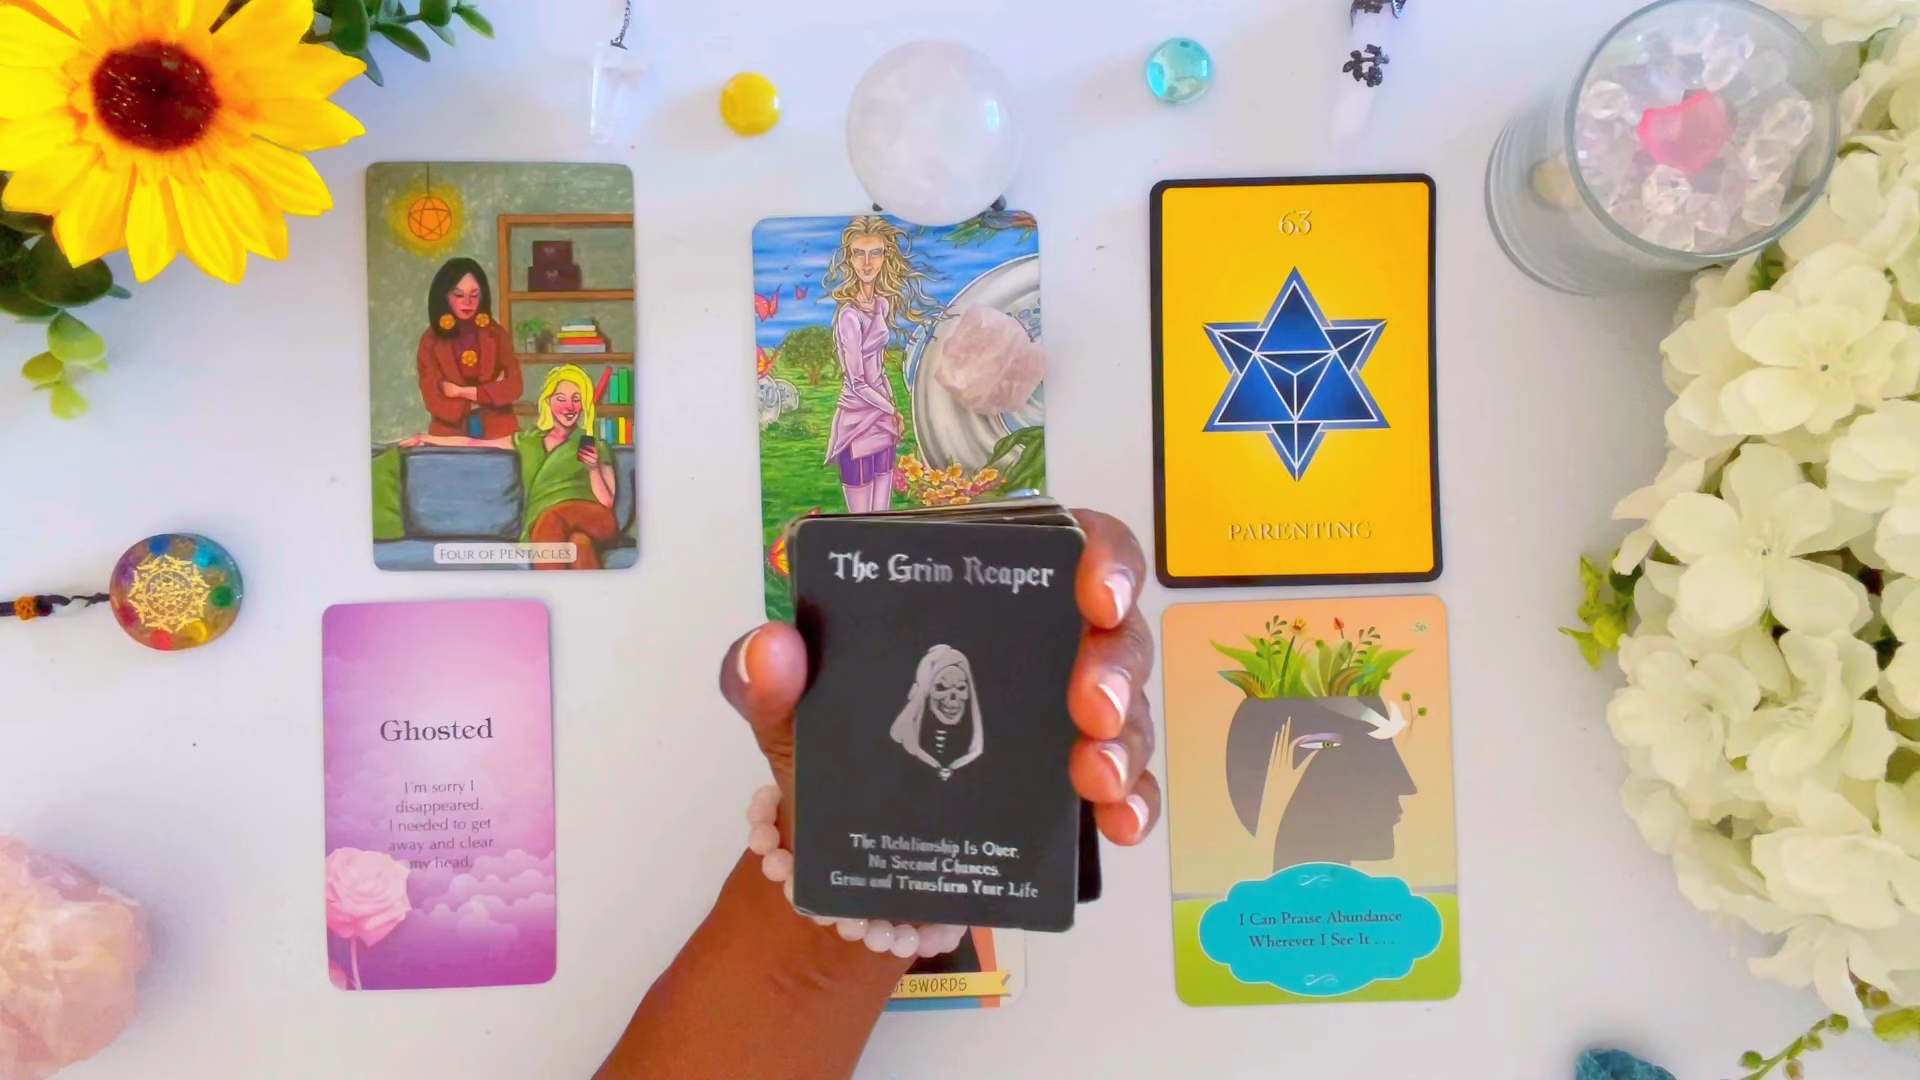 FOUR OF PENTACLES
63
PARENTING
The Grim Reaper
The Relationship Is Over.
No Second Chances.
Grow and Transform Your Life
Ghosted
I'm sorry I
disappeared.
I needed to get
away and clear
my head.
56
I Can Praise Abundance
Wherever I See It . . .
of SWORDS